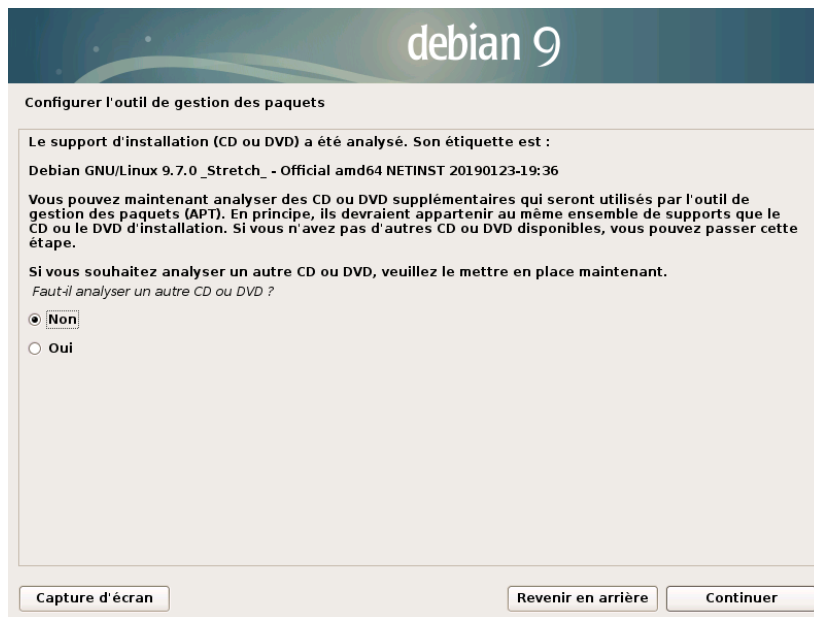 debian 9
Configurer l'outil de gestion des paquets
Le support d'installation (CD ou DVD) a été analysé. Son étiquette est :
Debian GNU/Linux 9.7.0 _Stretch_ - Official amd64 NETINST 20190123-19:36
Vous pouvez maintenant analyser des CD ou DVD supplémentaires qui seront utilisés par l'outil de
gestion des paquets (APT). En principe, ils devraient appartenir au même ensemble de supports que le
CD ou le DVD d'installation. Si vous n'avez pas d'autres CD ou DVD disponibles, vous pouvez passer cette
étape.
Si vous souhaitez analyser un autre CD ou DVD, veuillez le mettre en place maintenant.
Faut-il analyser un autre CD ou DVD ?
Non
Oui
Capture d'écran
Revenir en arrière
Continuer